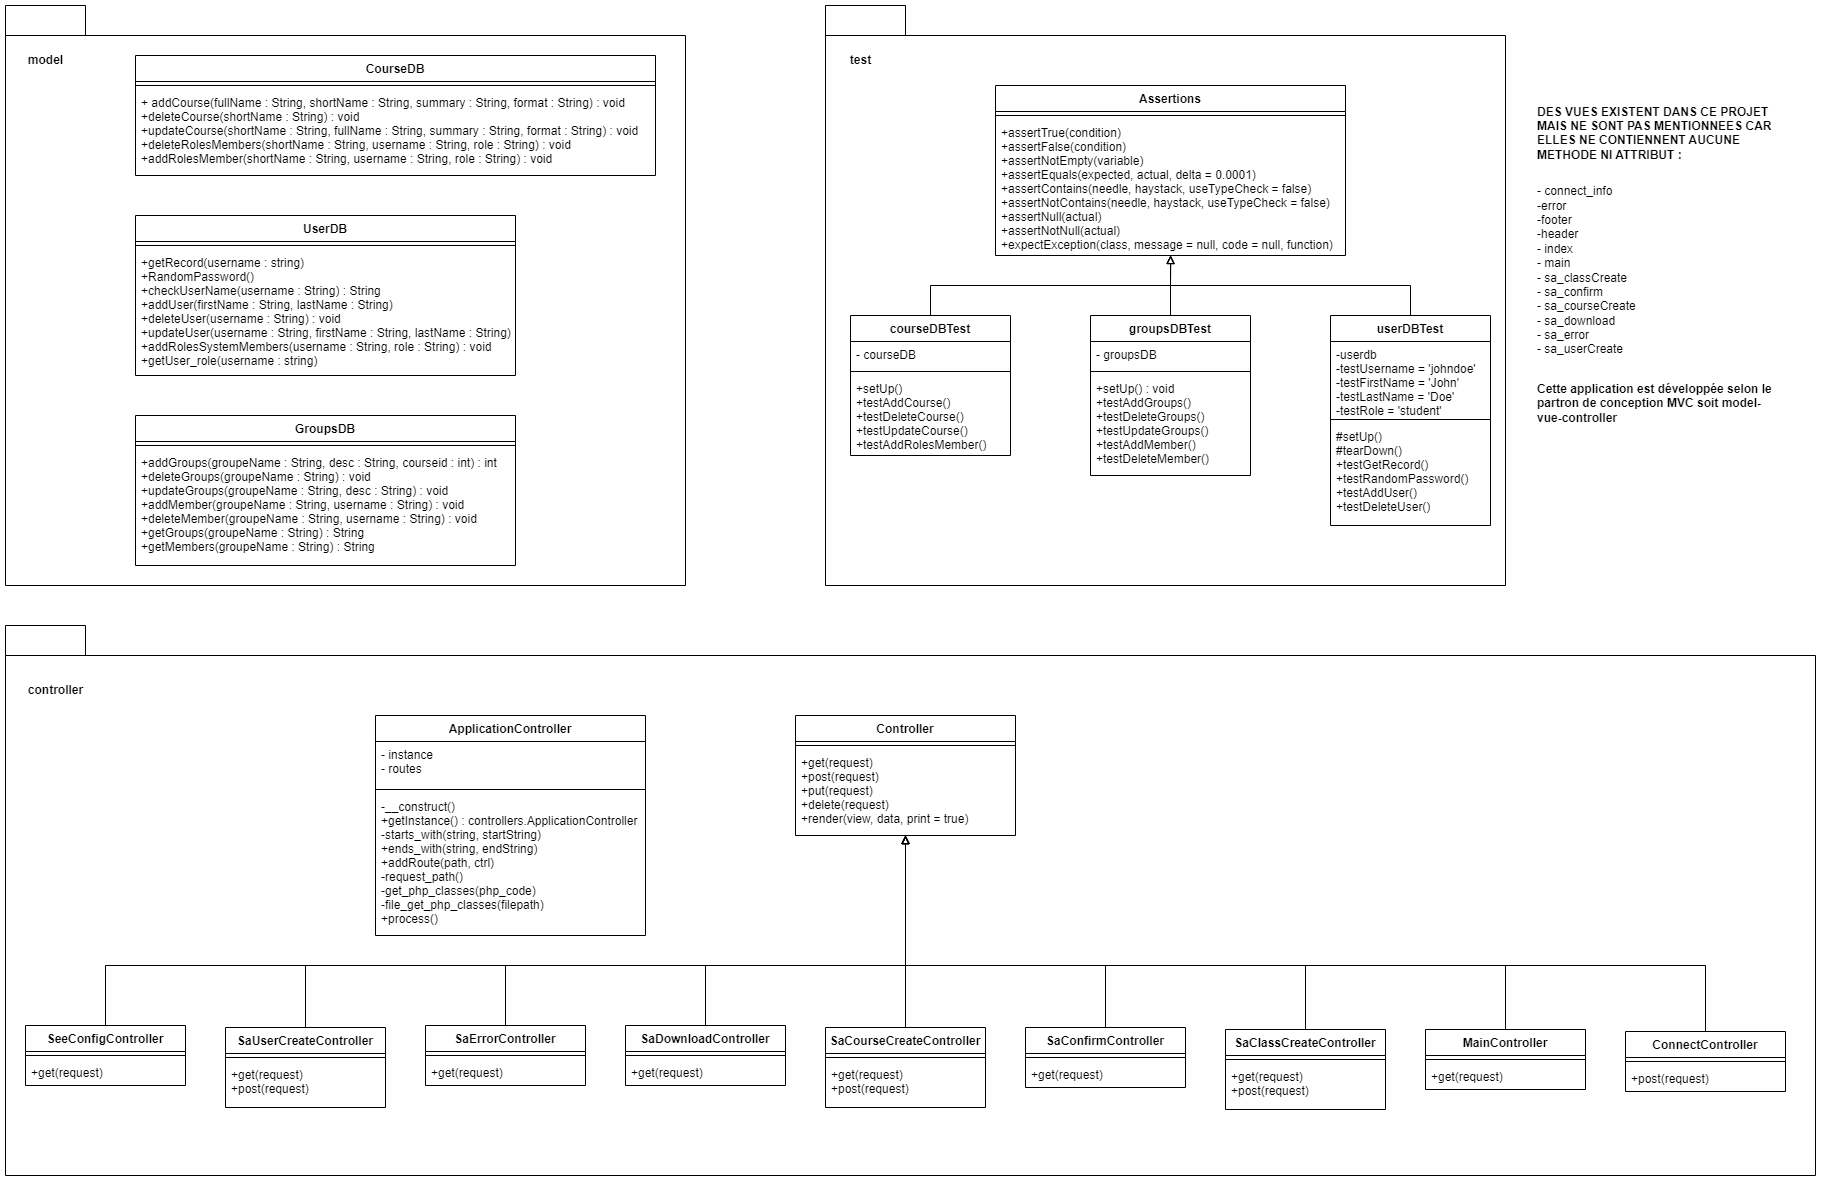 model
CourseDB
+ addCourse(fullName : String, shortName : String, summary : String, format : String) : void
+deleteCourse(shortName : String) : void
+updateCourse(shortName : String, fullName : String, summary : String, format : String) : void
+deleteRolesMembers(shortName : String, username : String, role : String) : void
+addRolesMember(shortName : String, username : String, role : String) : void
UserDB
+getRecord(username : string)
+RandomPassword()
+checkUserName(username : String) : String
+addUser(firstName : String, lastName : String)
+deleteUser(username : String) : void
+updateUser(username : String, firstName : String, lastName : String)
+addRolesSystemMembers(username : String, role : String) : void
+getUser_role(username : string)
GroupsDB
+addGroups(groupeName : String, desc : String, courseid : int) : int
+deleteGroups(groupeName : String) : void
+updateGroups(groupeName : String, desc : String) : void
+addMember(groupeName : String, username : String) : void
+deleteMember(groupeName : String, username : String) : void
+getGroups(groupeName : String) : String
+getMembers(groupeName : String) : String
test
Assertions
+assertTrue(condition)
+assertFalse(condition)
+assertNotEmpty(variable)
+assertEquals(expected, actual, delta = 0.0001)
+assertContains(needle, haystack, useTypeCheck = false)
+assertNotContains(needle, haystack, useTypeCheck = false)
+assertNull(actual)
+assertNotNull(actual)
+expectException(class, message = null, code = null, function)
courseDBTest
- courseDB
+setUp()
+testAddCourse()
+testDeleteCourse()
+testUpdateCourse()
+testAddRolesMember()
groupsDBTest
- groupsDB
+setUp() : void
+testAddGroups()
+testDeleteGroups()
+testUpdateGroups()
+testAddMember()
+testDeleteMember()
userDBTest
-userdb
-testUsername = 'johndoe'
-testFirstName = 'John'
-testLastName = 'Doe'
-testRole = 'student'
#setUp()
#tearDown()
+testGetRecord()
+testRandomPassword()
+testAddUser()
+testDeleteUser()
DES VUES EXISTENT DANS CE PROJET
MAIS NE SONT PAS MENTIONNEES CAR
ELLES NE CONTIENNENT AUCUNE
METHODE NI ATTRIBUT :
- connect_info
-error
-footer
-header
- index
- main
- sa_classCreate
- sa_confirm
- sa_courseCreate
- sa_download
- sa_error
- sa_userCreate
Cette application est développée selon le
partron de conception MVC soit model-
vue-controller
controller
ApplicationController
- instance
- routes
-__construct()
+getInstance() : controllers.ApplicationController
-starts_with(string, startString)
+ends_with(string, endString)
+addRoute(path, ctrl)
-request_path()
-get_php_classes(php_code)
-file_get_php_classes(filepath)
+process()
Controller
+get(request)
+post(request)
+put(request)
+delete(request)
+render(view, data, print = true)
SeeConfigController
+get(request)
SaUserCreateController
+get(request)
+post(request)
SaErrorController
+get(request)
SaDownloadController
+get(request)
SaCourseCreateController
+get(request)
+post(request)
SaConfirmController
+get(request)
SaClassCreateController
+get(request)
+post(request)
MainController
+get(request)
ConnectController
+post(request)